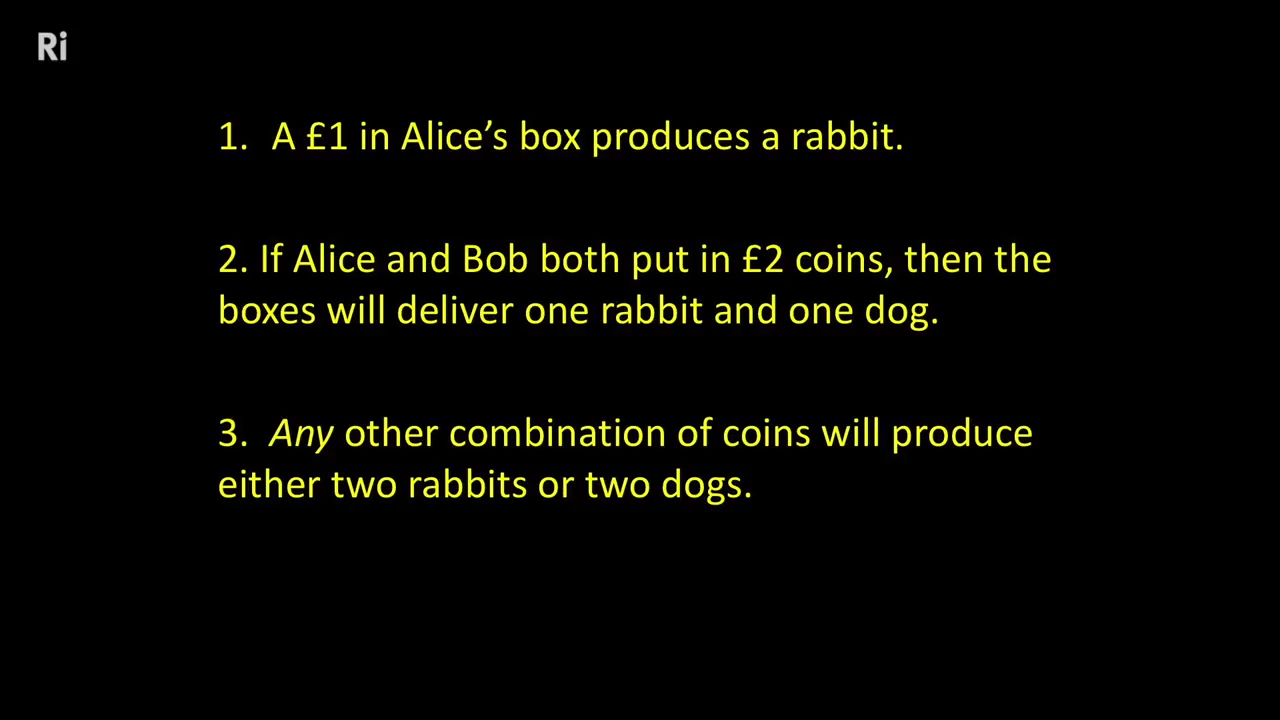 Ri
1. A £1 in Alice’s box produces a rabbit.
2. If Alice and Bob both put in £2 coins, then the
boxes will deliver one rabbit and one dog.
3. Any other combination of coins will produce
either two rabbits or two dogs.